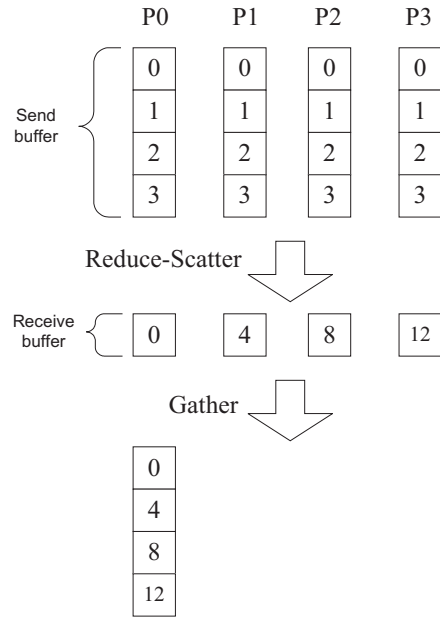 P0 P1 P2 P3
0 0 0 0
Send
buffer
1 1 1 1
2 2 2 2
3 3 3 3
Reduce-Scatter
Receive
buffer
0 4 8 12
Gather
0
4
8
12